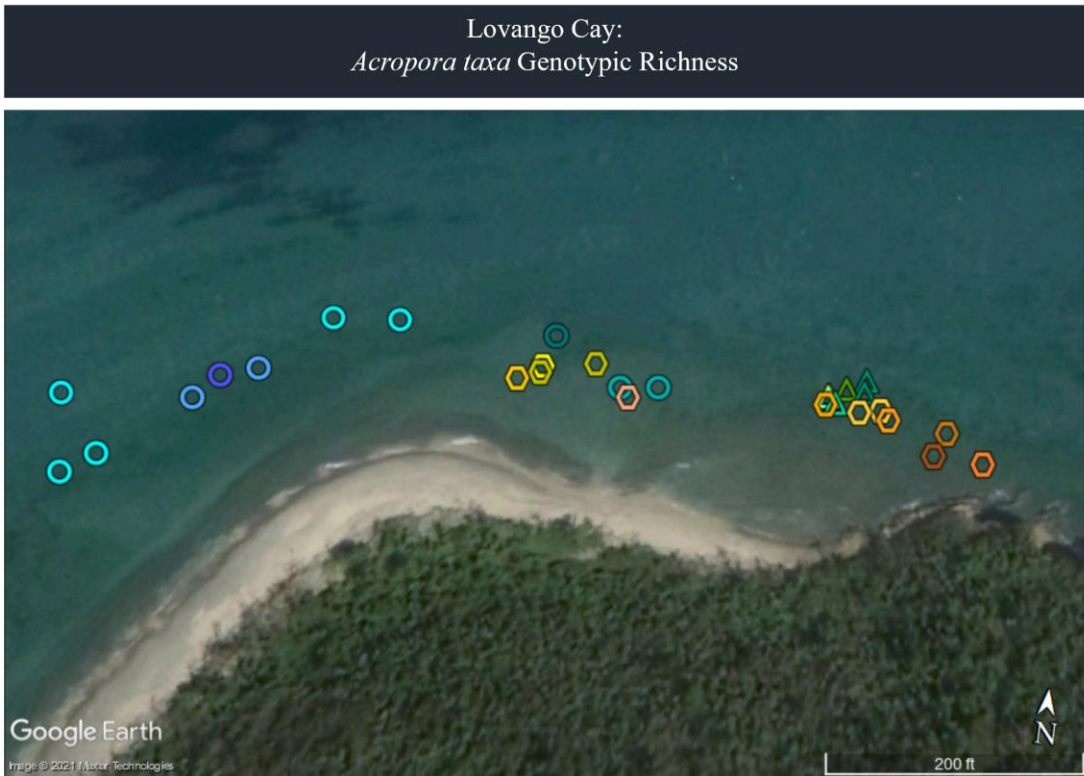 Lovango Cay:
Acropora taxa Genotypic Richness
Google Earth
Image © 2021 Maxar Technologies
N
200 ft